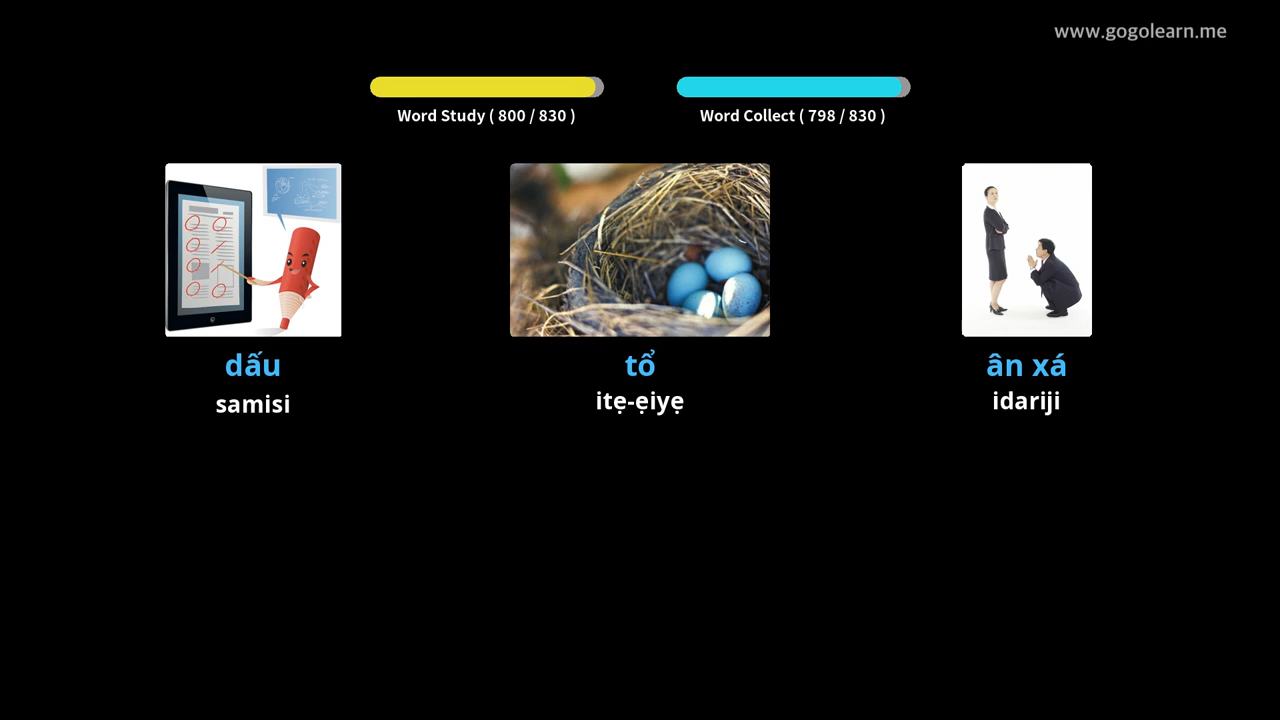 www.gogolearn.me
Word Study ( 800 / 830 )
Word Collect ( 798 / 830 )
dấu
samisi
tổ
itẹ-ẹiyẹ
ân xá
idariji